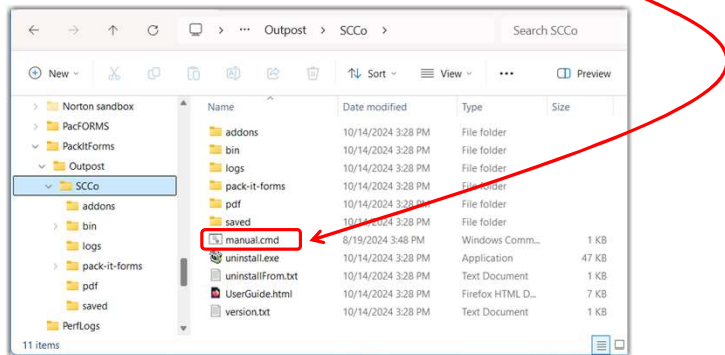 Outpost > SCCo > Search SCCo
New Sort View ... Preview
Name Date modified Type Size
Norton sandbox
PacFORMS
PackItForms
Outpost
SCCo
addons
bin
logs
pack-it-forms
pdf
saved
PerfLogs
addons 10/14/2024 3:28 PM File folder
bin 10/14/2024 3:28 PM File folder
logs 10/14/2024 3:28 PM File folder
pack-it-forms 10/14/2024 3:28 PM File folder
pdf 10/14/2024 3:28 PM File folder
saved 10/14/2024 3:28 PM File folder
manual.cmd 8/19/2024 3:48 PM Windows Comm... 1 KB
uninstall.exe 10/14/2024 3:28 PM Application 47 KB
uninstallFrom.txt 10/14/2024 3:28 PM Text Document 1 KB
UserGuide.html 10/14/2024 3:28 PM Firefox HTML D... 7 KB
version.txt 10/14/2024 3:28 PM Text Document 1 KB
11 items